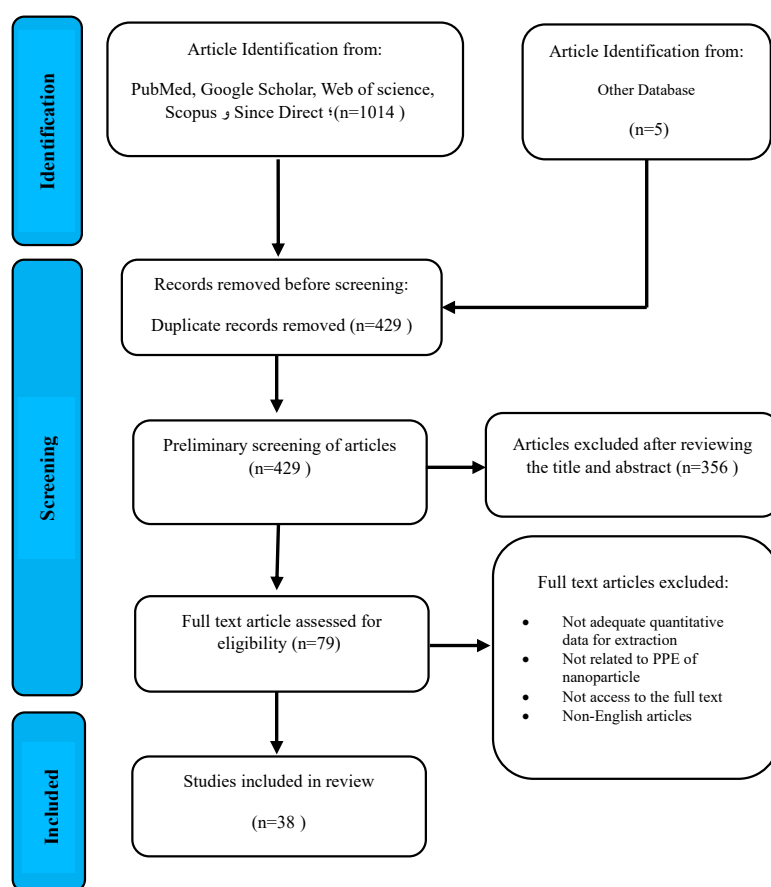 Identification
Article Identification from:
PubMed, Google Scholar, Web of science,
Scopus و Since Direct ؛(n=1014 )
Article Identification from:
Other Database
(n=5)
Screening
Records removed before screening:
Duplicate records removed (n=429 )
Preliminary screening of articles
(n=429 )
Articles excluded after reviewing
the title and abstract (n=356 )
Full text article assessed for
eligibility (n=79)
Full text articles excluded:
• Not adequate quantitative
data for extraction
• Not related to PPE of
nanoparticle
• Not access to the full text
• Non-English articles
Included
Studies included in review
(n=38 )